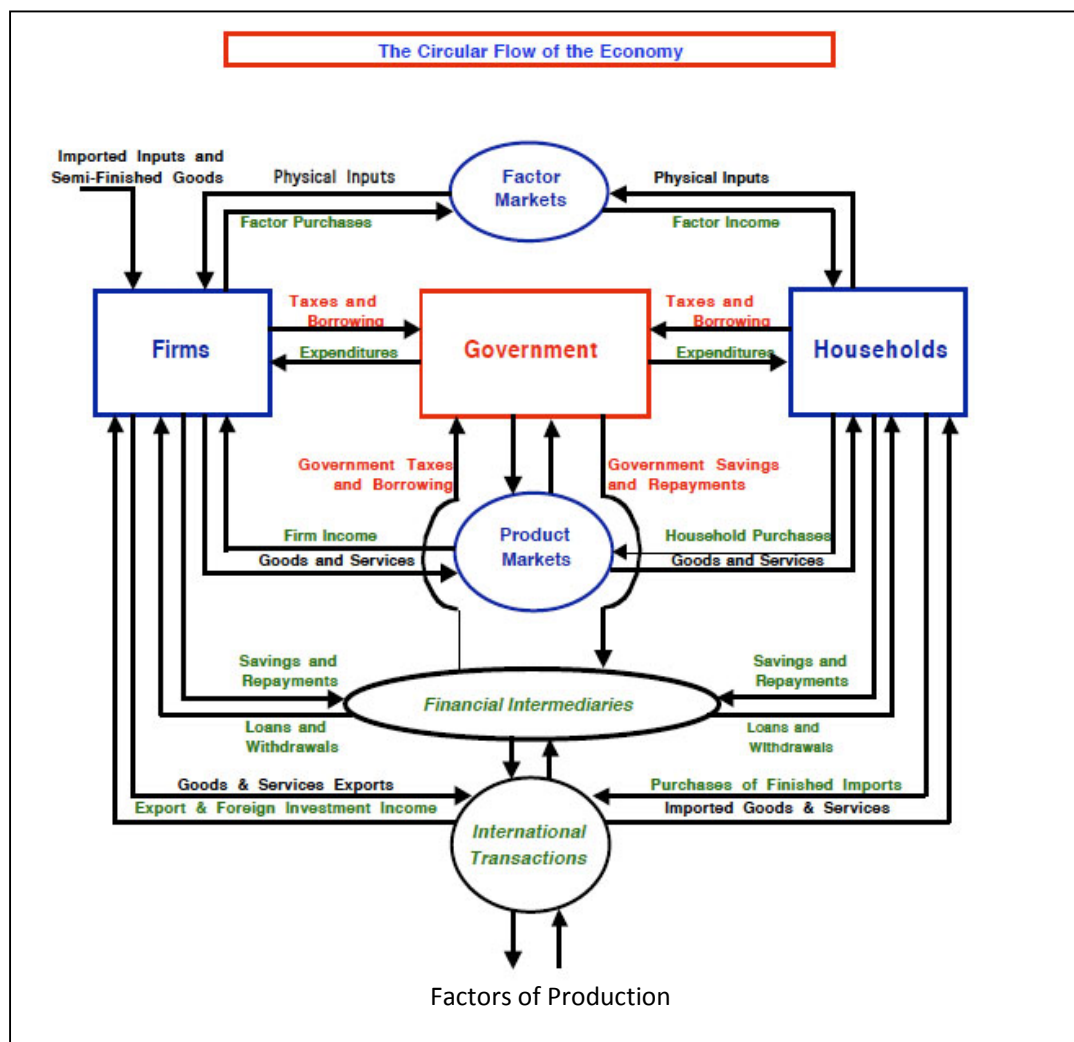 The Circular Flow of the Economy
Imported Inputs and
Semi-Finished Goods
Physical Inputs
Factor
Markets
Physical Inputs
Factor Purchases
Factor Income
Taxes and
Borrowing
Taxes and
Borrowing
Firms
Government
Households
Expenditures
Expenditures
Government Taxes
and Borrowing
Government Savings
and Repayments
Firm Income
Product
Markets
Household Purchases
Goods and Services
Goods and Services
Savings and
Repayments
Savings and
Repayments
Financial Intermediaries
Loans and
Withdrawals
Loans and
Withdrawals
Goods & Services Exports
Purchases of Finished Imports
Export & Foreign Investment Income
Imported Goods & Services
International
Transactions
Factors of Production